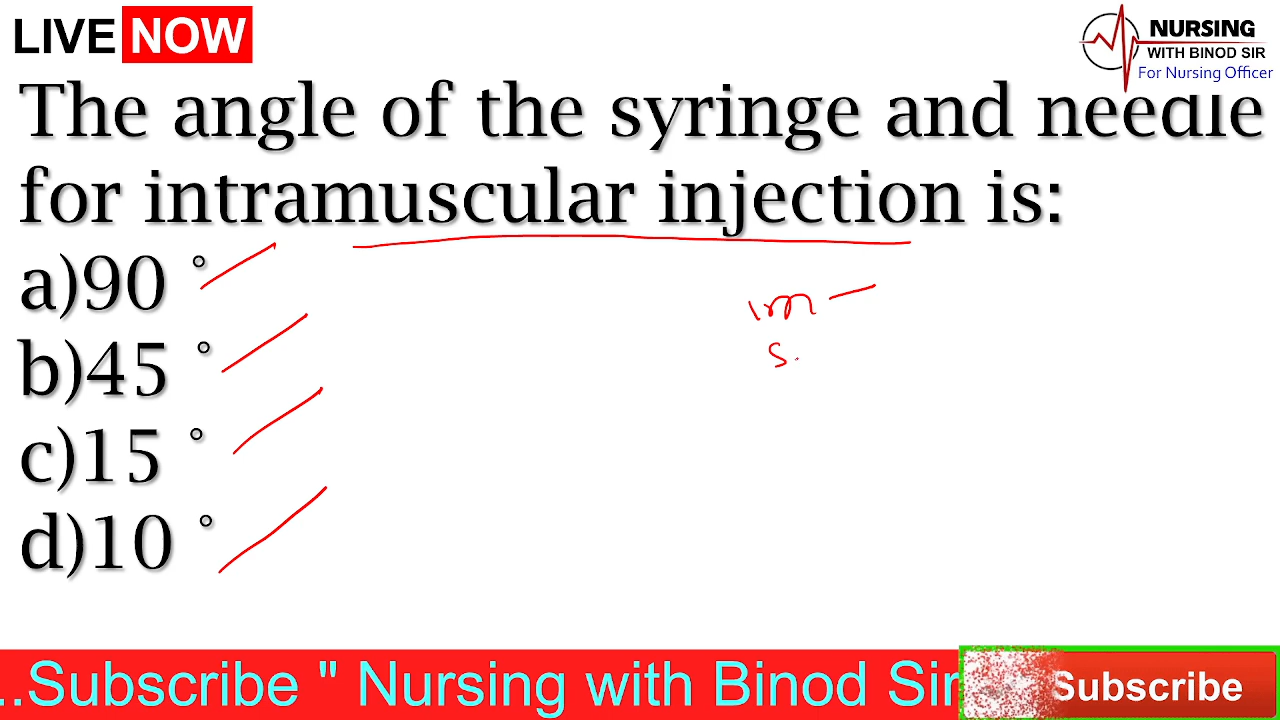 LIVE NOW
NURSING
WITH BINOD SIR
For Nursing Officer
The angle of the syringe and needle
for intramuscular injection is:
a)90 °
b)45 °
c)15 °
d)10 °
Im —
S.
...Subscribe " Nursing with Binod Sir
Subscribe